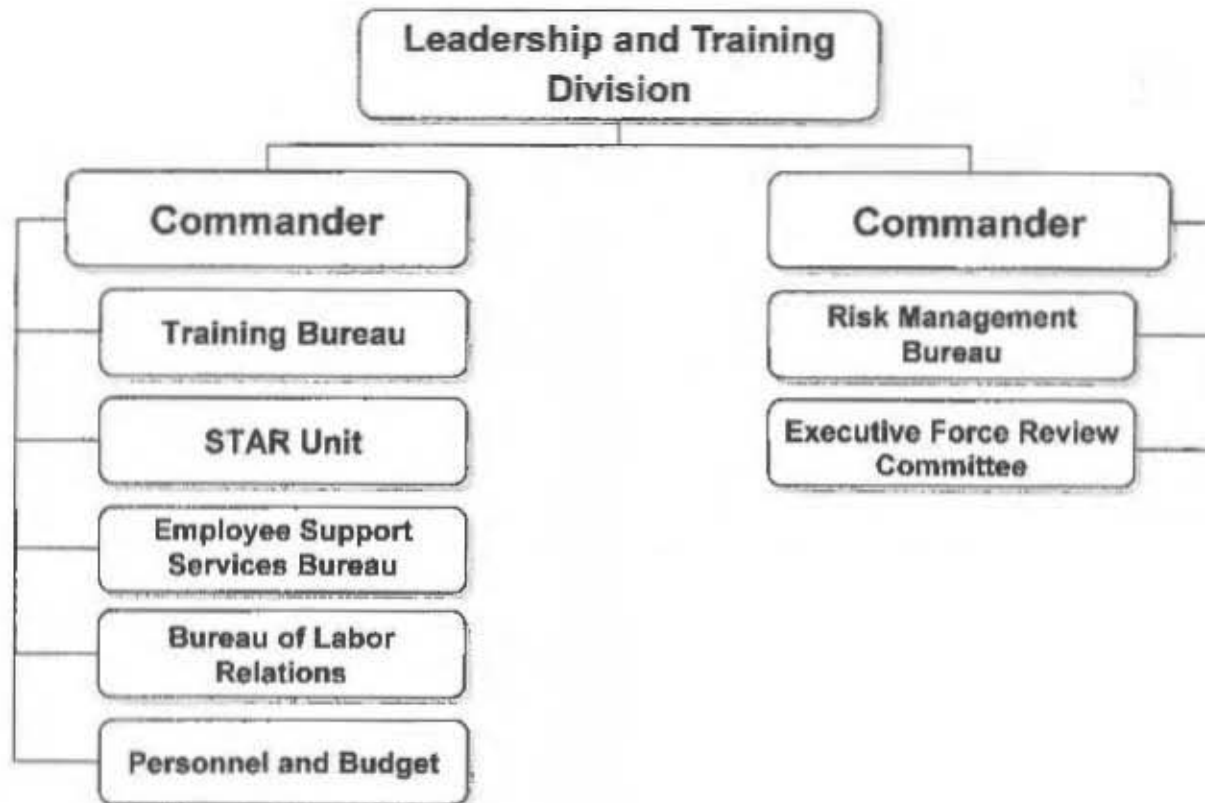 Leadership and Training
Division
Commander
Training Bureau
STAR Unit
Employee Support
Services Bureau
Bureau of Labor
Relations
Personnel and Budget
Commander
Risk Management
Bureau
Executive Force Review
Committee